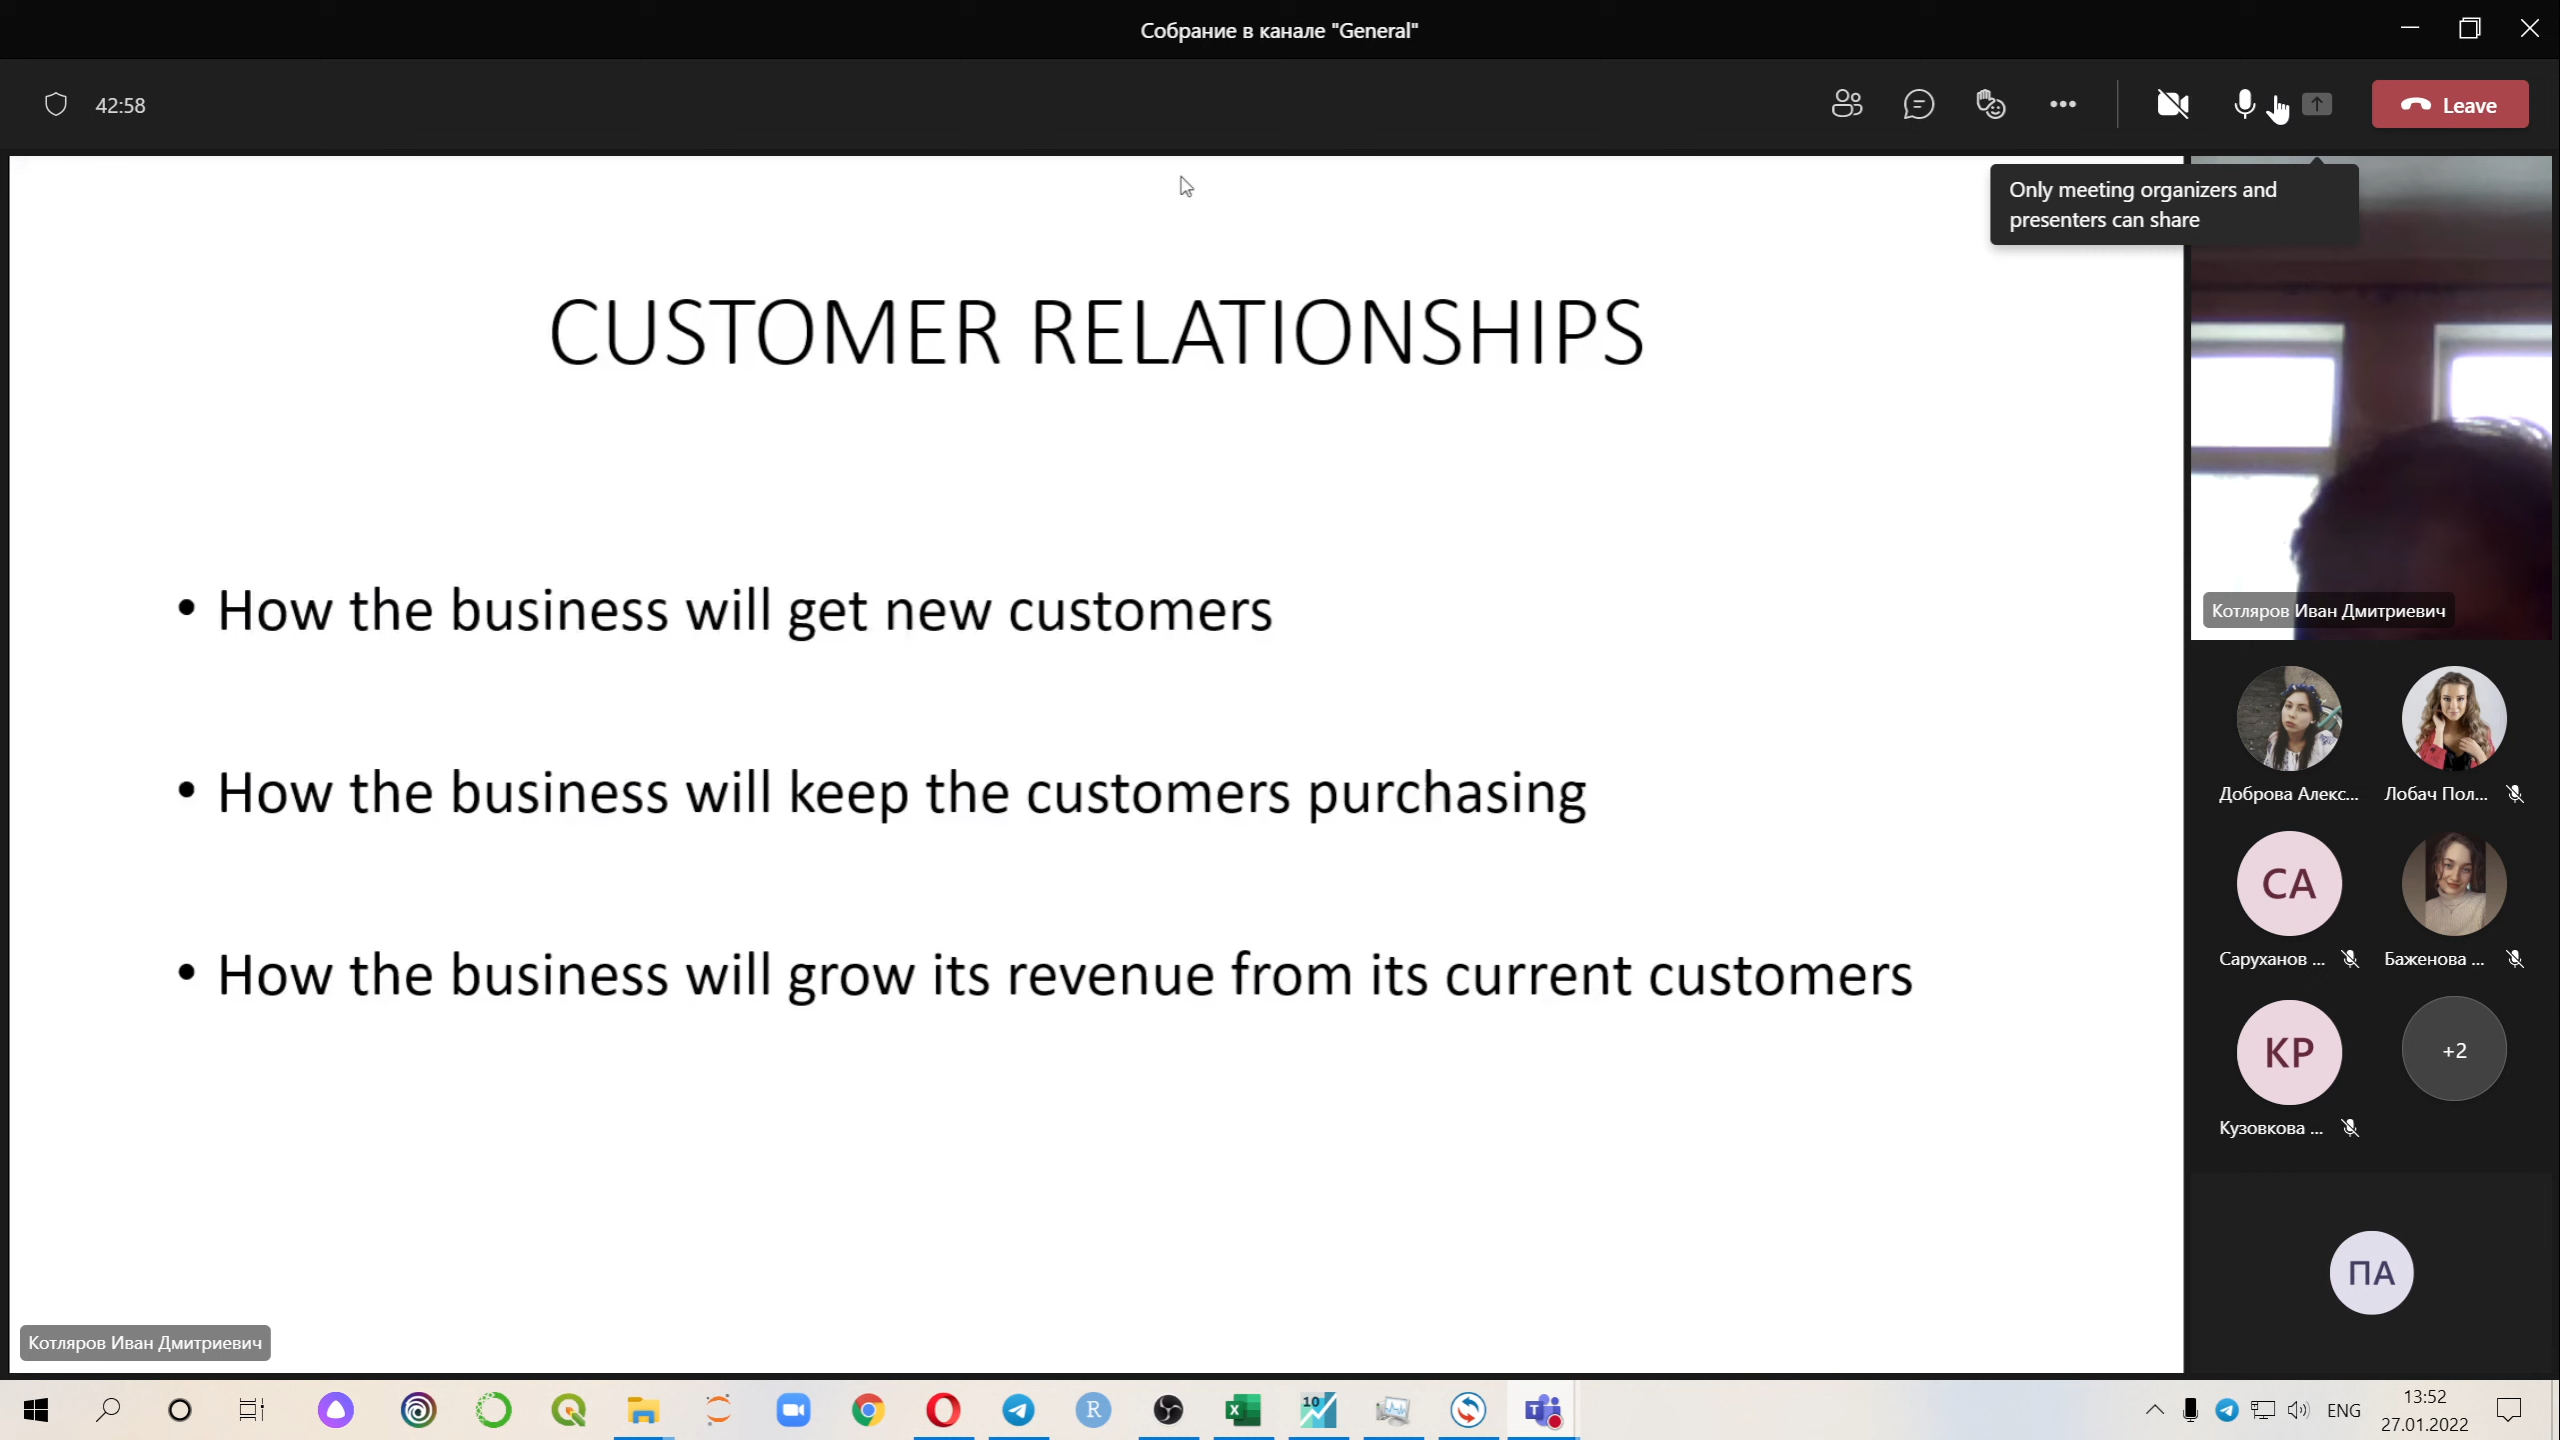 Собрание в канале "General"
42:58
Leave
Only meeting organizers and
presenters can share
CUSTOMER RELATIONSHIPS
• How the business will get new customers
• How the business will keep the customers purchasing
• How the business will grow its revenue from its current customers
Котляров Иван Дмитриевич
Котляров Иван Дмитриевич
Доброва Алекс...
Лобач Пол...
СА
Саруханов ...
Баженова ...
КР
Кузовкова ...
+2
ПА
R
10
T
ENG
13:52
27.01.2022